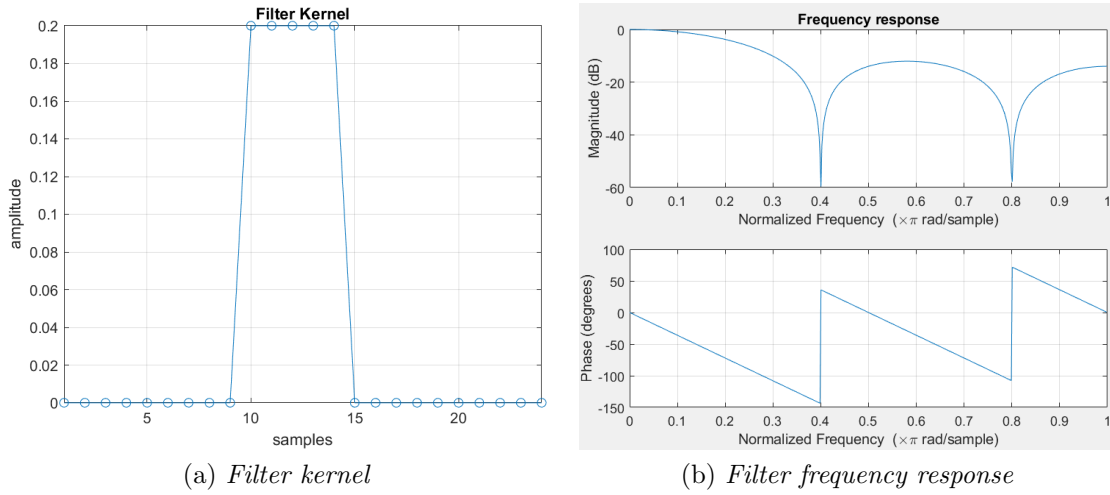 Filter Kernel
0.2
0.18
0.16
0.14
0.12
0.1
0.08
0.06
0.04
0.02
0
amplitude
5 10 15 20
samples
(a) Filter kernel
Frequency response
0
-20
-40
-60
Magnitude (dB)
0 0.1 0.2 0.3 0.4 0.5 0.6 0.7 0.8 0.9 1
Normalized Frequency (×π rad/sample)
100
50
0
-50
-100
-150
Phase (degrees)
0 0.1 0.2 0.3 0.4 0.5 0.6 0.7 0.8 0.9 1
Normalized Frequency (×π rad/sample)
(b) Filter frequency response